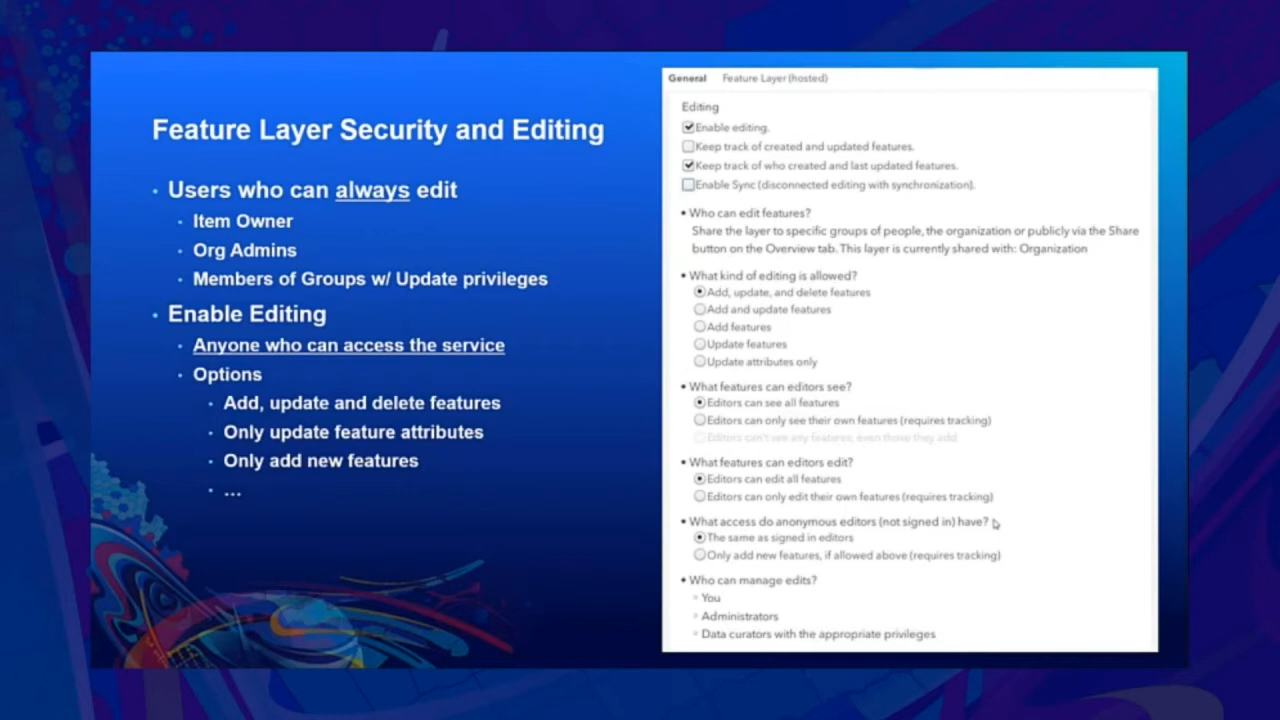 Feature Layer Security and Editing
• Users who can always edit
• Item Owner
• Org Admins
• Members of Groups w/ Update privileges
• Enable Editing
• Anyone who can access the service
• Options
• Add, update and delete features
• Only update feature attributes
• Only add new features
• ...
General Feature Layer (hosted)
Editing
Enable editing.
Keep track of created and updated features.
Keep track of who created and last updated features.
Enable Sync (disconnected editing with synchronization).
• Who can edit features?
Share the layer to specific groups of people, the organization or publicly via the Share
button on the Overview tab. This layer is currently shared with: Organization
• What kind of editing is allowed?
Add, update, and delete features
Add and update features
Add features
Update features
Update attributes only
• What features can editors see?
Editors can see all features
Editors can only see their own features (requires tracking)
Editors can't see any features, even those they add
• What features can editors edit?
Editors can edit all features
Editors can only edit their own features (requires tracking)
• What access do anonymous editors (not signed in) have?
The same as signed in editors
Only add new features, if allowed above (requires tracking)
• Who can manage edits?
You
Administrators
Data curators with the appropriate privileges